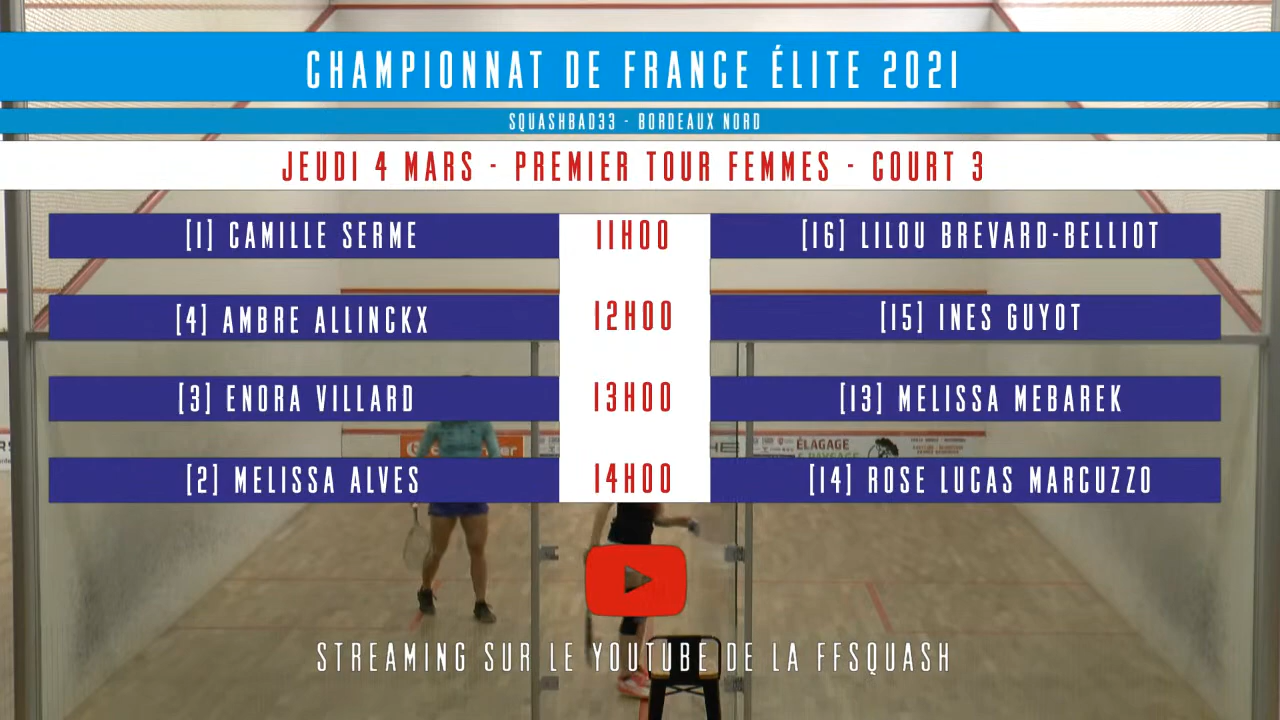 CHAMPIONNAT DE FRANCE ÉLITE 2021
SQUASHBAD33 - BORDEAUX NORD
JEUDI 4 MARS - PREMIER TOUR FEMMES - COURT 3
[1] CAMILLE SERME 11H00 [16] LILOU BREVARD-BELLIOT
[4] AMBRE ALLINCKX 12H00 [15] INES GUYOT
[3] ENORA VILLARD 13H00 [13] MELISSA MEBAREK
ÉLAGAGE
[2] MELISSA ALVES 14H00 [14] ROSE LUCAS MARCUZZO
STREAMING SUR LE YOUTUBE DE LA FFSQUASH